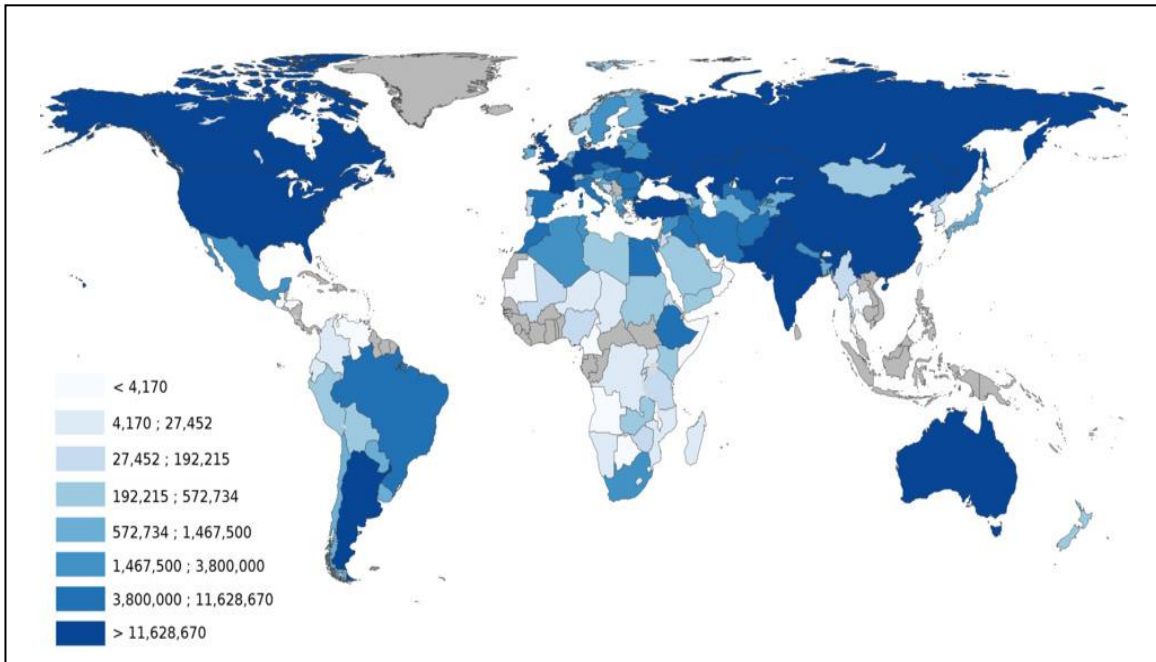 < 4,170
4,170 ; 27,452
27,452 ; 192,215
192,215 ; 572,734
572,734 ; 1,467,500
1,467,500 ; 3,800,000
3,800,000 ; 11,628,670
> 11,628,670